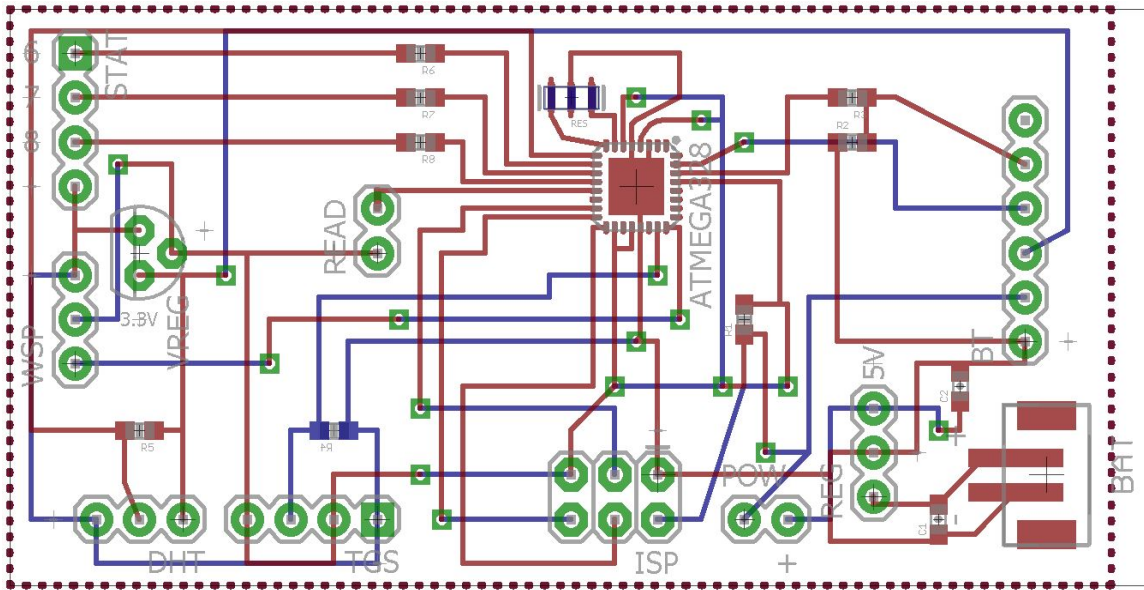 STAT
R6
R7
R8
RES
R3
R2
ATMEGA328
READ
3.3V
VREG
WSP
R1
5V
BT
C2
R5
R4
+
POW
REG
BAT
C1
-
DHT
TGS
ISP
+